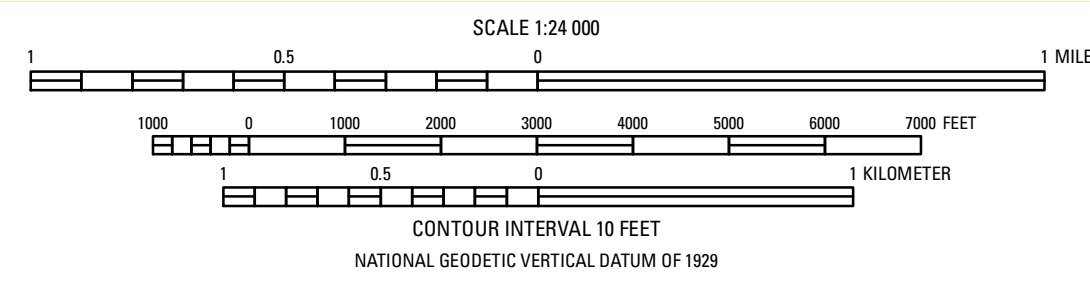 SCALE 1:24 000
1 0.5 0 1 MILE
1000 0 1000 2000 3000 4000 5000 6000 7000 FEET
1 0.5 0 1 KILOMETER
CONTOUR INTERVAL 10 FEET
NATIONAL GEODETIC VERTICAL DATUM OF 1929